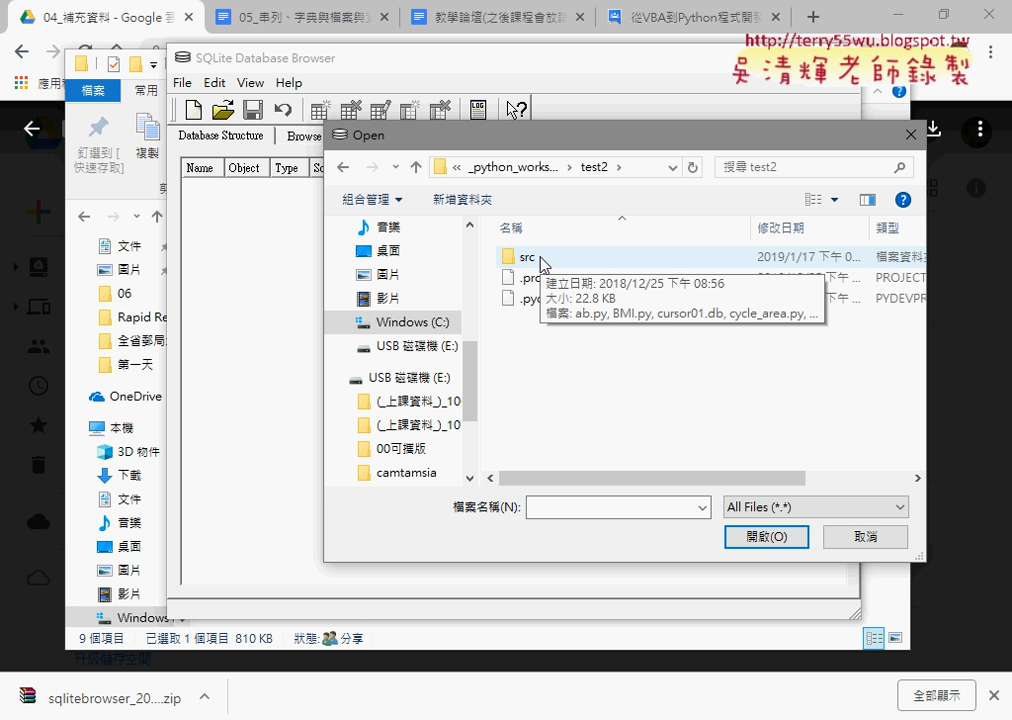 04_補充資料 - Google 雲
05_串列、字典與檔案與
教學論壇(之後課程會放
從VBA到Python程式開
http://terry55wu.blogspot.tw
吳清輝老師錄製
應用
檔案
常用
釘選到 [
快速存取]
複製
SQLite Database Browser
File Edit View Help
LOG
Database Structure
Browse
Name
Object
Type
Open
_python_works...
test2
搜尋 test2
組合管理
新增資料夾
名稱
修改日期
類型
音樂
桌面
圖片
影片
Windows (C:)
USB 磁碟機 (E:)
USB 磁碟機 (E:)
(_上課資料_)_10
(_上課資料_)_10
00可攜版
camtamsia
src
2019/1/17 下午 0...
檔案資料
PROJECT
PYDEVPR
建立日期: 2018/12/25 下午 08:56
大小: 22.8 KB
檔案: ab.py, BMI.py, cursor01.db, cycle_area.py, ...
檔案名稱(N):
All Files (*.*)
開啟(O)
取消
文件
圖片
06
Rapid Re
全省郵局
第一天
OneDrive
本機
3D 物件
下載
文件
音樂
桌面
圖片
影片
Windows
9 個項目
已選取 1 個項目 810 KB
狀態:
分享
升級儲存空間
sqlitebrowser_20....zip
全部顯示